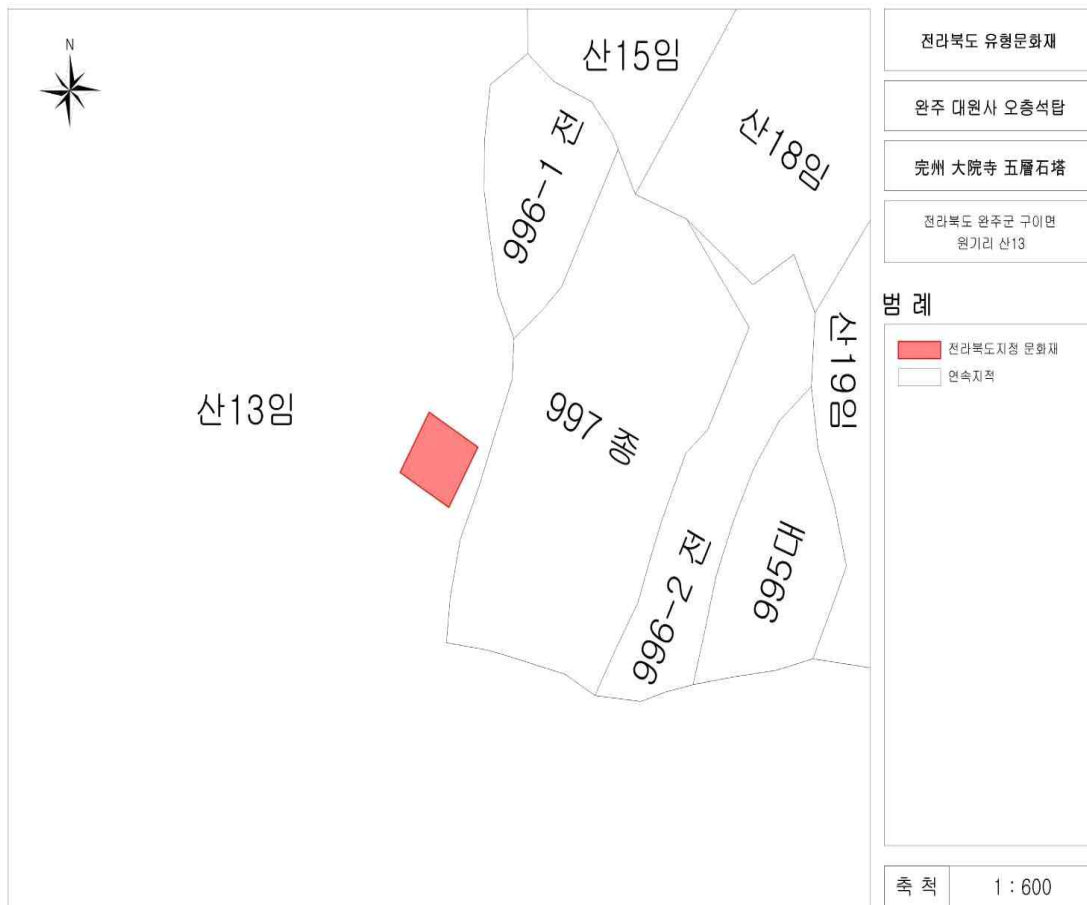 N
산15임
산18임
996-1 전
산19임
산13임
997 종
995대
996-2 전
전라북도 유형문화재
완주 대원사 오층석탑
完州 大院寺 五層石塔
전라북도 완주군 구이면
원기리 산13
범 례
전라북도지정 문화재
연속지적
축 척
1 : 600